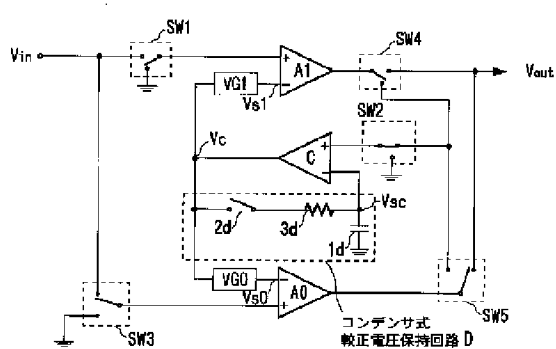 SW1
SW4
Vin
+
A1
Vout
VG1
-
Vs1
SW2
Vc
C
+
-
Vsc
2d
3d
1d
VG0
-
Vs0
A0
+
SW3
SW5
コンデンサ式
較正電圧保持回路 D